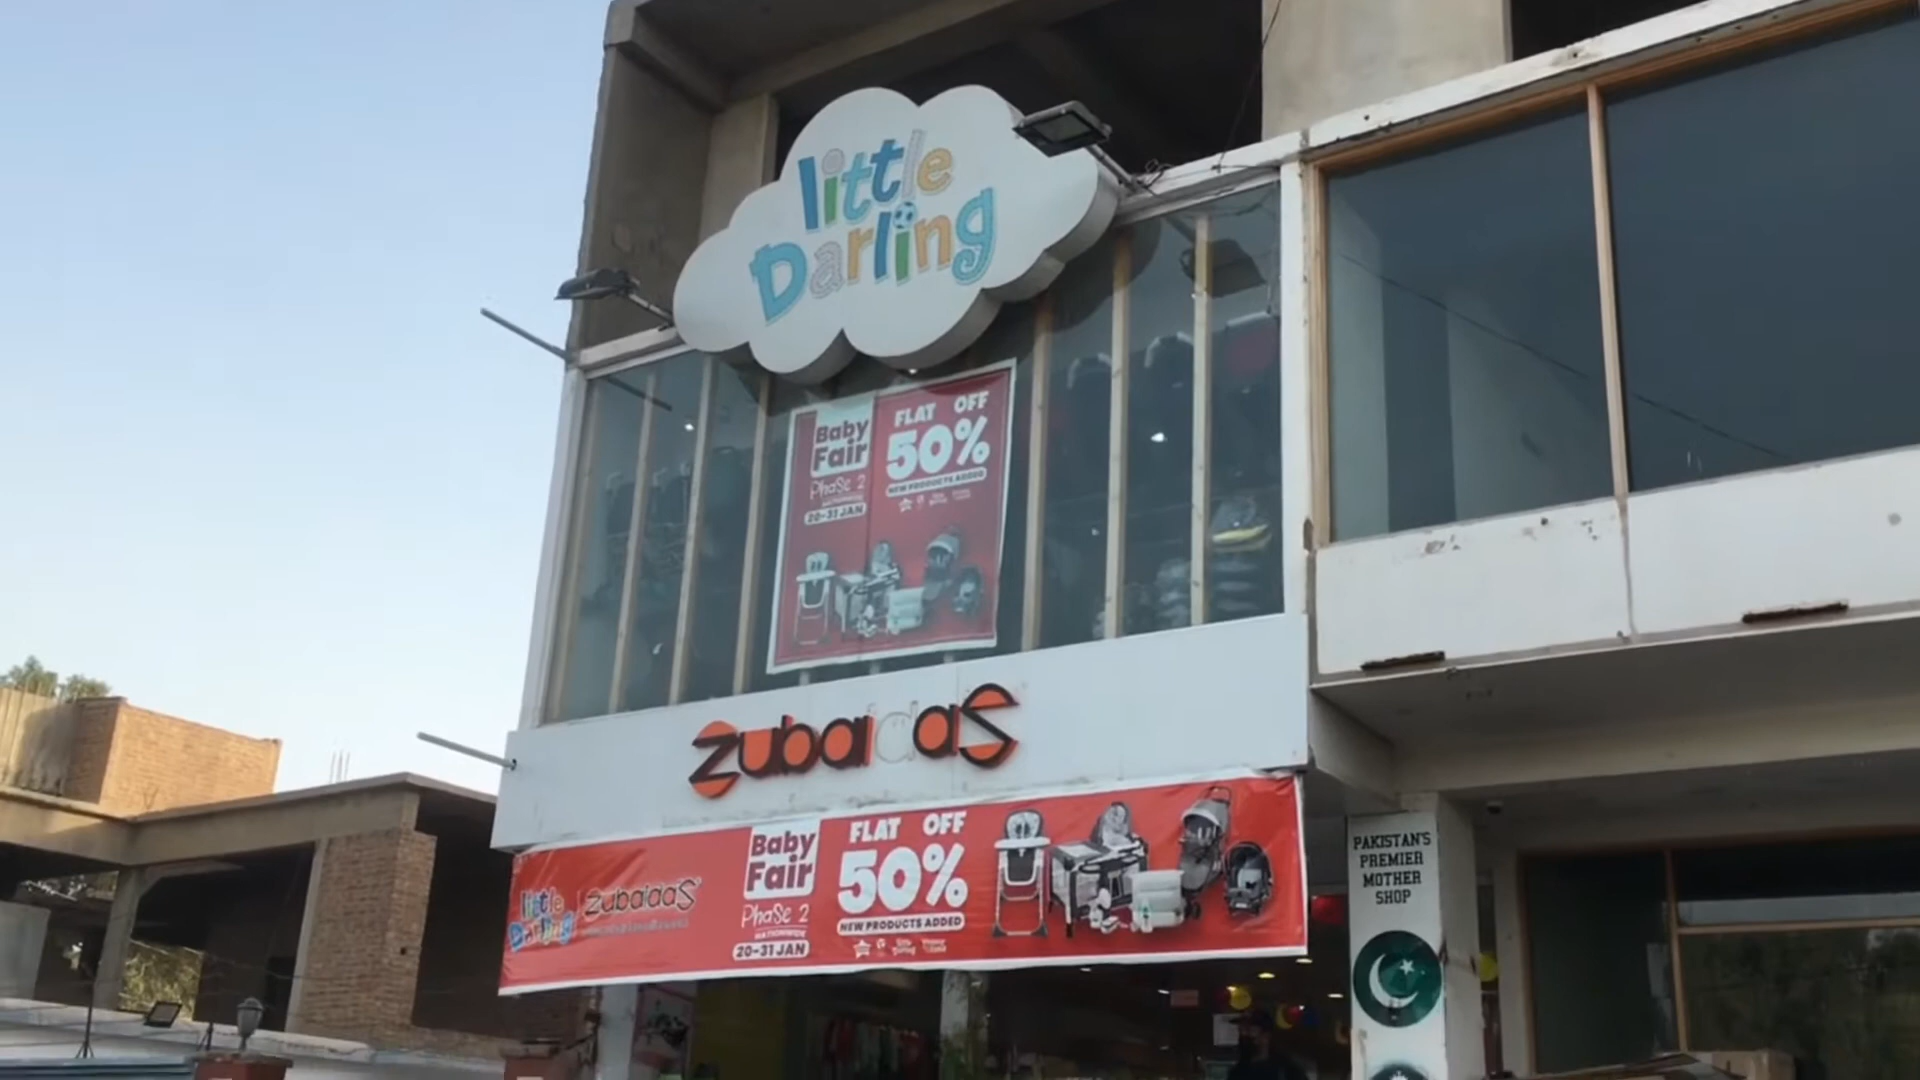 little
Darling
Baby
Fair
Phase 2
20-31 JAN
FLAT OFF
50%
NEW PRODUCTS ADDED
zubaidas
little
Darling
zubaidas
Baby
Fair
Phase 2
NATIONWIDE
20-31 JAN
FLAT OFF
50%
NEW PRODUCTS ADDED
PAKISTAN'S
PREMIER
MOTHER
SHOP